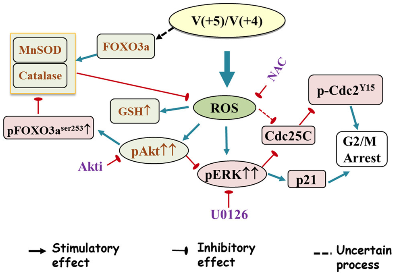 V(+5)/V(+4)
MnSOD
Catalase
FOXO3a
NAC
p-Cdc2Y15
GSH↑
ROS
pFOXO3aser253↑
Cdc25C
G2/M
Arrest
Akti
pAkt↑↑
pERK↑↑
p21
U0126
Stimulatory
effect
Inhibitory
effect
Uncertain
process